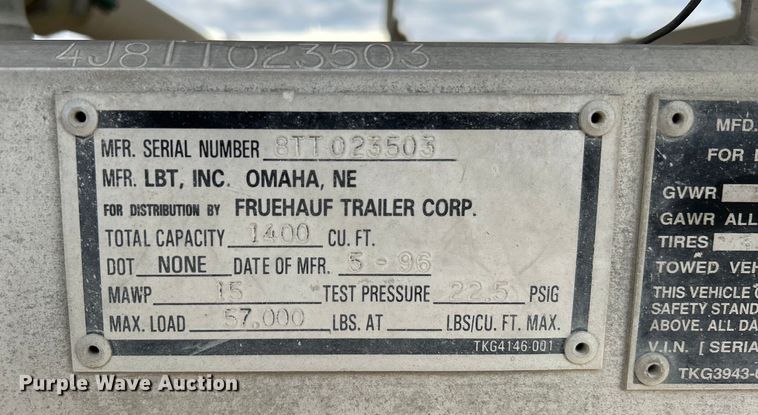 4J8TT023503
MFR. SERIAL NUMBER 8TT023503
MFR. LBT, INC. OMAHA, NE
FOR DISTRIBUTION BY FRUEHAUF TRAILER CORP.
TOTAL CAPACITY 1400 CU. FT.
DOT NONE DATE OF MFR. 5-96
MAWP 15 TEST PRESSURE 22.5 PSIG
MAX. LOAD 57,000 LBS. AT LBS/CU. FT. MAX.
TKG4146-001
MFD.
FOR
GVWR
GAWR ALL
TIRES
TOWED VEH
THIS VEHICLE
SAFETY STAND
ABOVE. ALL DA
V.I.N. [ SERIA
TKG3943-
Purple Wave Auction